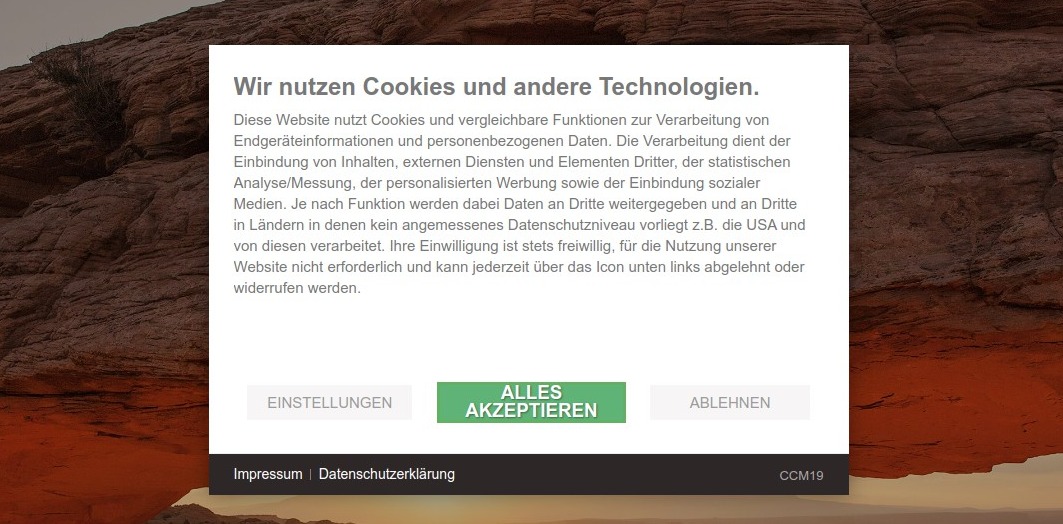 Wir nutzen Cookies und andere Technologien.
Diese Website nutzt Cookies und vergleichbare Funktionen zur Verarbeitung von
Endgeräteinformationen und personenbezogenen Daten. Die Verarbeitung dient der
Einbindung von Inhalten, externen Diensten und Elementen Dritter, der statistischen
Analyse/Messung, der personalisierten Werbung sowie der Einbindung sozialer
Medien. Je nach Funktion werden dabei Daten an Dritte weitergegeben und an Dritte
in Ländern in denen kein angemessenes Datenschutzniveau vorliegt z.B. die USA und
von diesen verarbeitet. Ihre Einwilligung ist stets freiwillig, für die Nutzung unserer
Website nicht erforderlich und kann jederzeit über das Icon unten links abgelehnt oder
widerrufen werden.
EINSTELLUNGEN
ALLES
AKZEPTIEREN
ABLEHNEN
Impressum | Datenschutzerklärung
CCM19